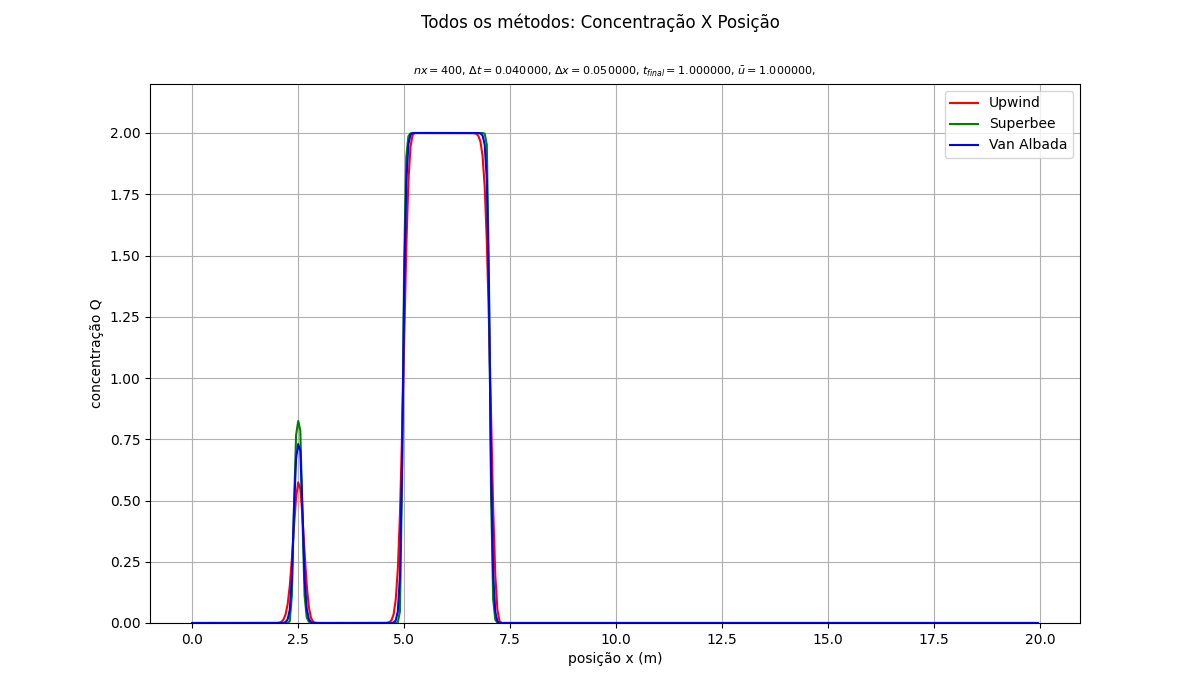 Todos os métodos: Concentração X Posição
nx = 400, Δt = 0.040000, Δx = 0.050000, t_final = 1.000000, ū = 1.000000,
Upwind
Superbee
Van Albada
2.00
1.75
1.50
1.25
1.00
0.75
0.50
0.25
0.00
concentração Q
0.0 2.5 5.0 7.5 10.0 12.5 15.0 17.5 20.0
posição x (m)